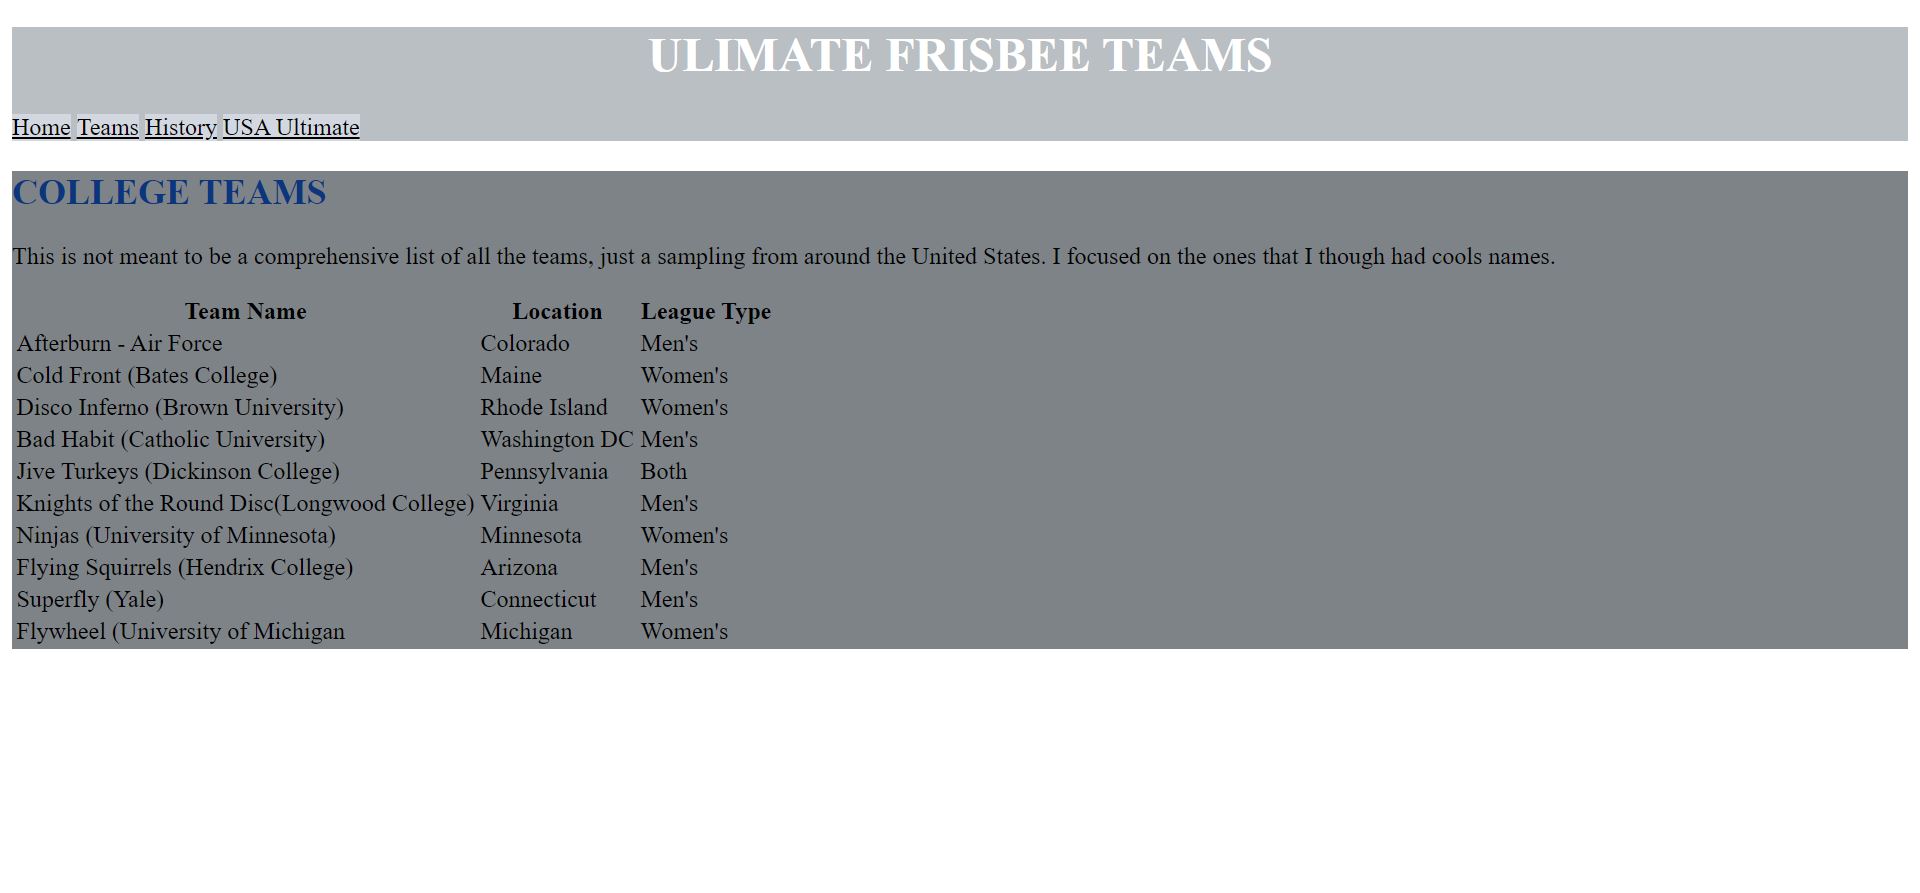 ULIMATE FRISBEE TEAMS
Home Teams History USA Ultimate
COLLEGE TEAMS
This is not meant to be a comprehensive list of all the teams, just a sampling from around the United States. I focused on the ones that I though had cools names.
Team Name Location League Type
Afterburn - Air Force Colorado Men's
Cold Front (Bates College) Maine Women's
Disco Inferno (Brown University) Rhode Island Women's
Bad Habit (Catholic University) Washington DC Men's
Jive Turkeys (Dickinson College) Pennsylvania Both
Knights of the Round Disc(Longwood College) Virginia Men's
Ninjas (University of Minnesota) Minnesota Women's
Flying Squirrels (Hendrix College) Arizona Men's
Superfly (Yale) Connecticut Men's
Flywheel (University of Michigan Michigan Women's